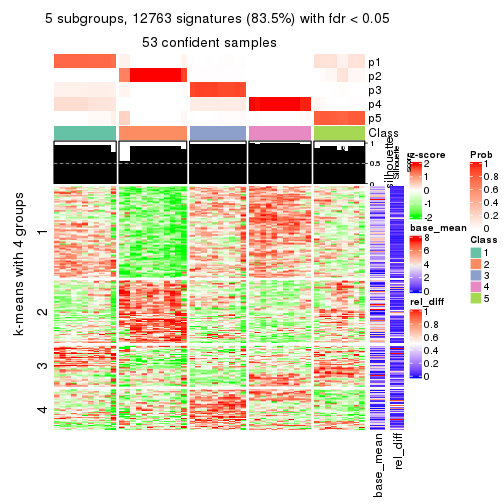 5 subgroups, 12763 signatures (83.5%) with fdr < 0.05
53 confident samples
p1
p2
p3
p4
p5
Class
1
0.5
0
silhouette
Silhouette
score
k-means with 4 groups
1
2
3
4
base_mean
rel_diff
z-score
2
1
0
-1
-2
base_mean
8
6
4
2
0
rel_diff
1
0.8
0.6
0.4
0.2
0
Prob
1
0.8
0.6
0.4
0.2
0
Class
1
2
3
4
5